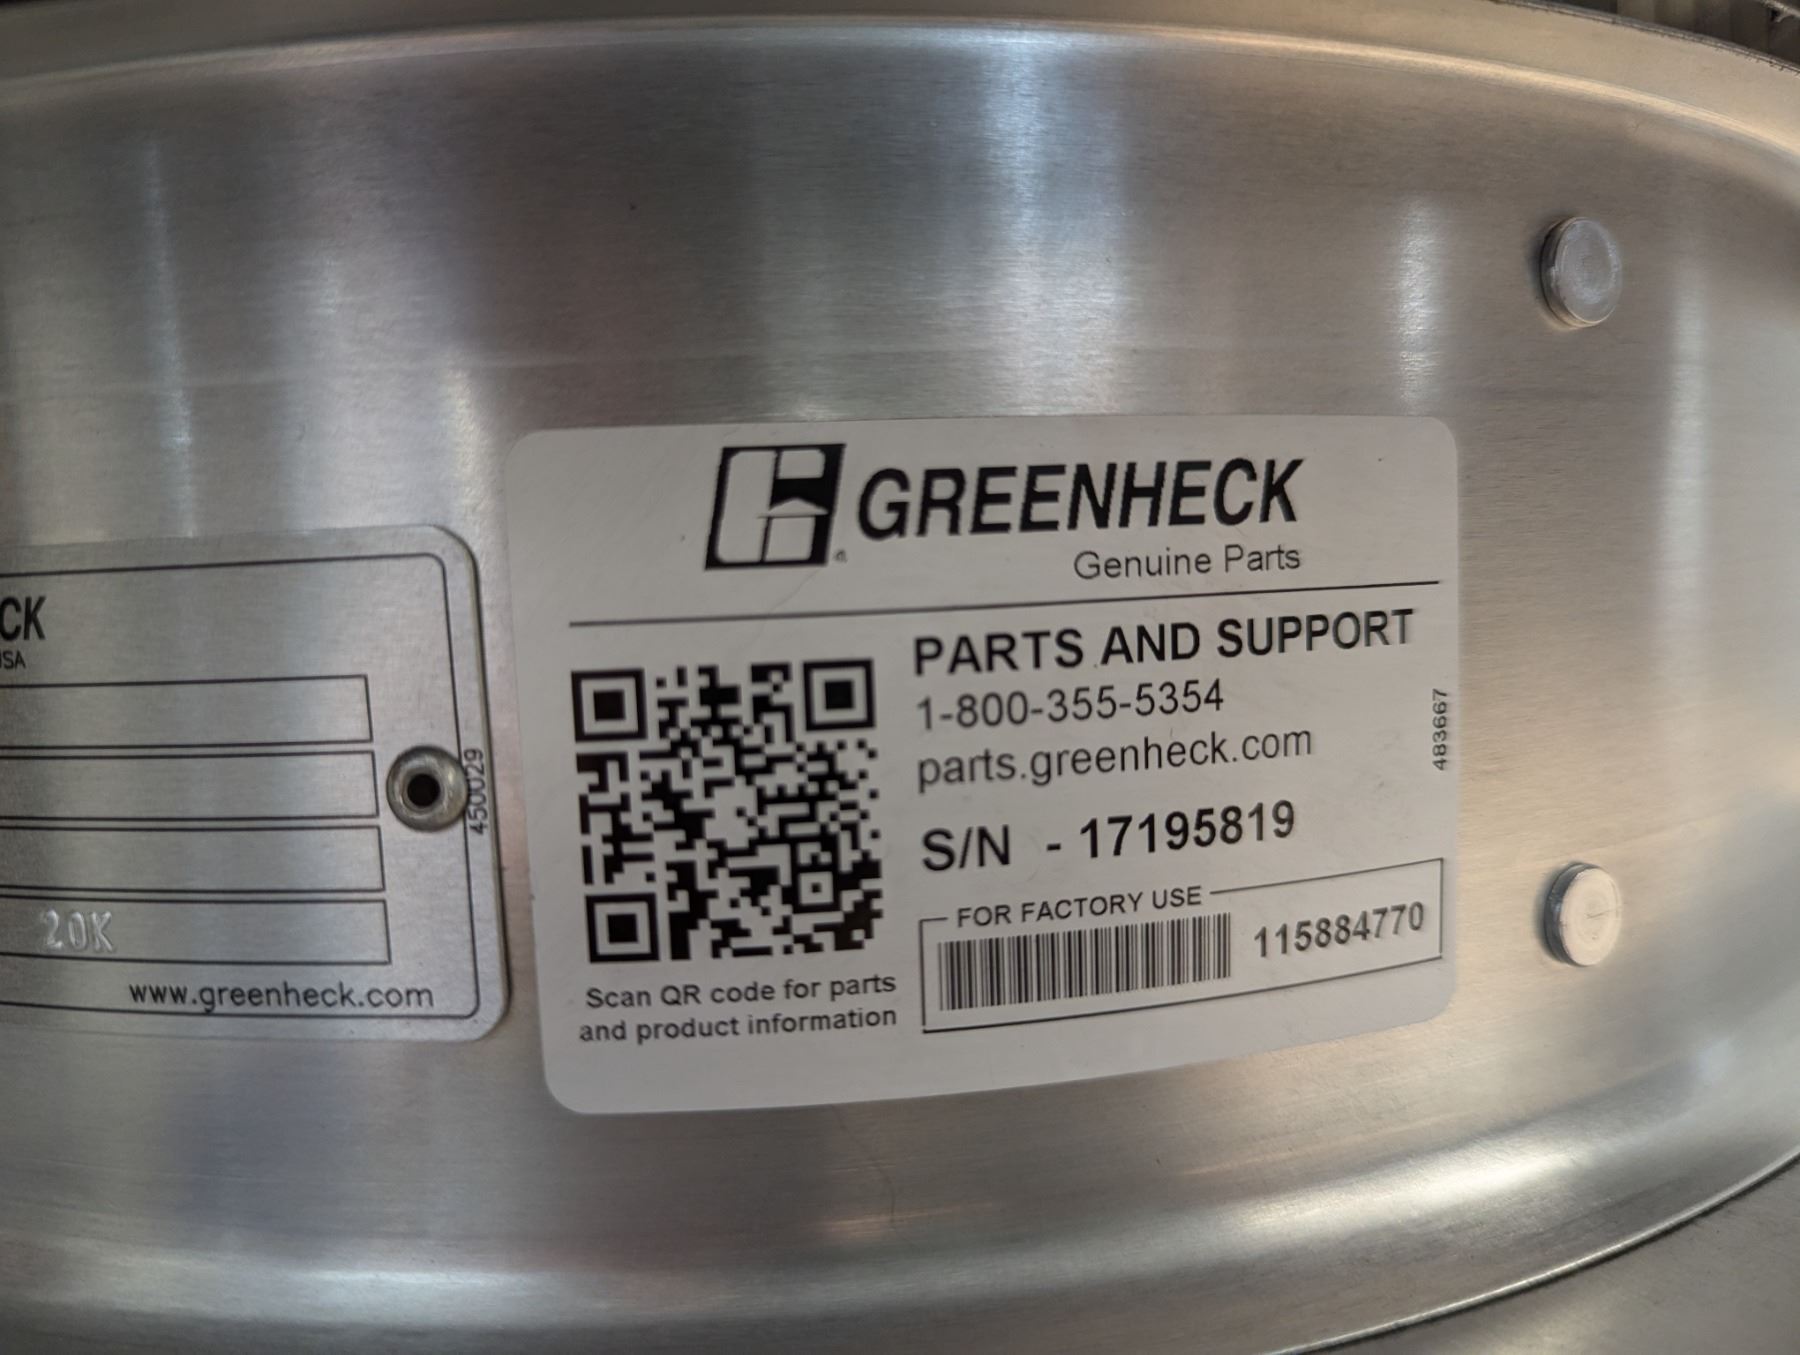 CK
USA
20K
www.greenheck.com
450029
GREENHECK
Genuine Parts
PARTS AND SUPPORT
1-800-355-5354
parts.greenheck.com
S/N - 17195819
FOR FACTORY USE
115884770
Scan QR code for parts
and product information
483667